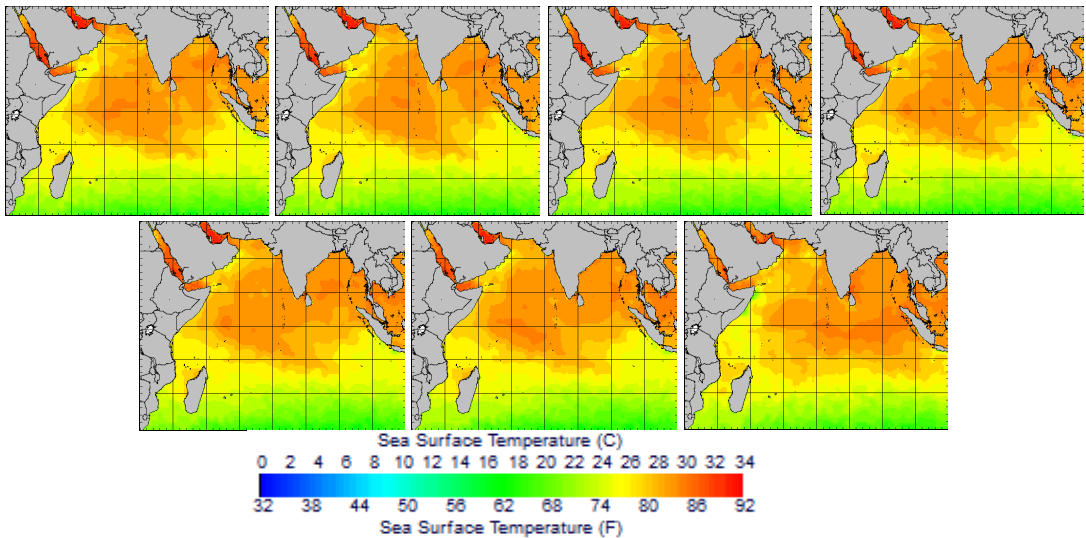 Sea Surface Temperature (C)
0 2 4 6 8 10 12 14 16 18 20 22 24 26 28 30 32 34
32 38 44 50 56 62 68 74 80 86 92
Sea Surface Temperature (F)